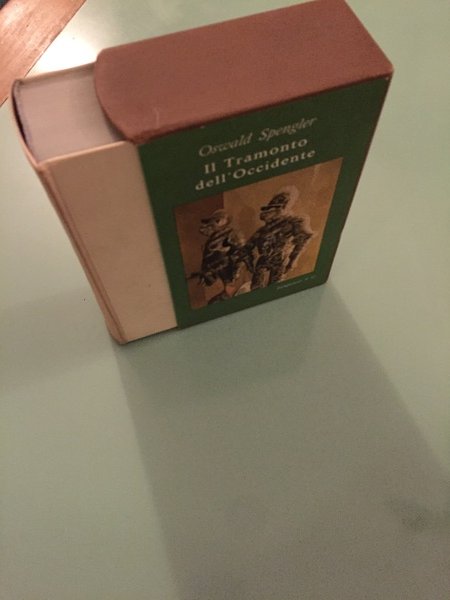 Oswald Spengler
Il Tramonto
dell'Occidente